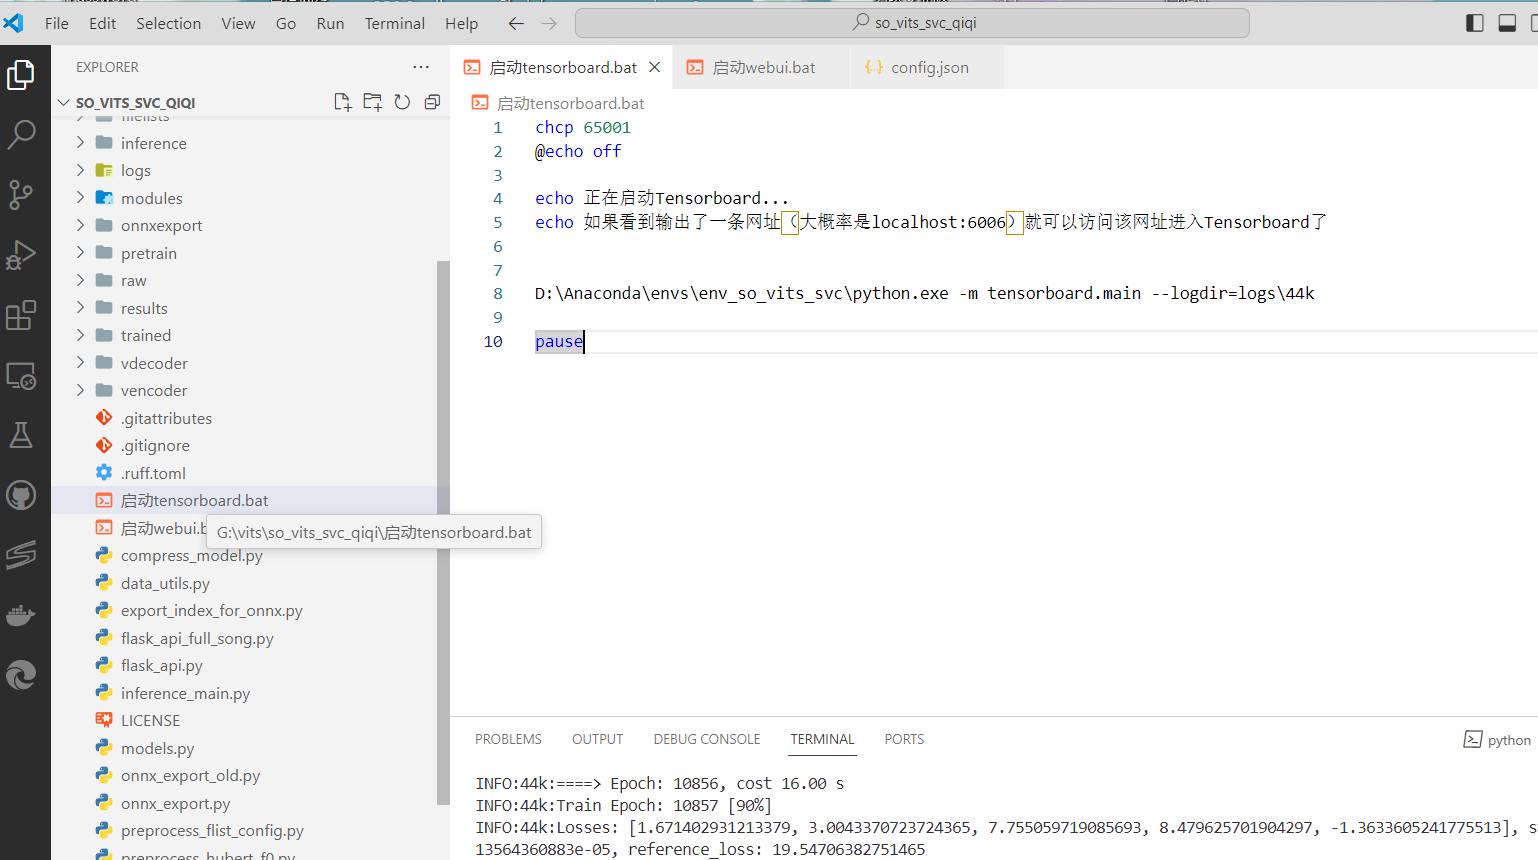 File Edit Selection View Go Run Terminal Help
so_vits_svc_qiqi
EXPLORER
SO_VITS_SVC_QIQI
filelists
inference
logs
modules
onnxexport
pretrain
raw
results
trained
vdecoder
vencoder
.gitattributes
.gitignore
.ruff.toml
启动tensorboard.bat
启动webui.b
G:\vits\so_vits_svc_qiqi\启动tensorboard.bat
compress_model.py
data_utils.py
export_index_for_onnx.py
flask_api_full_song.py
flask_api.py
inference_main.py
LICENSE
models.py
onnx_export_old.py
onnx_export.py
preprocess_flist_config.py
preprocess_hubert_f0.py
启动tensorboard.bat 启动webui.bat config.json
启动tensorboard.bat
1 chcp 65001
2 @echo off
3
4 echo 正在启动Tensorboard...
5 echo 如果看到输出了一条网址（大概率是localhost:6006）就可以访问该网址进入Tensorboard了
6
7
8 D:\Anaconda\envs\env_so_vits_svc\python.exe -m tensorboard.main --logdir=logs\44k
9
10 pause
PROBLEMS OUTPUT DEBUG CONSOLE TERMINAL PORTS
python
INFO:44k:====> Epoch: 10856, cost 16.00 s
INFO:44k:Train Epoch: 10857 [90%]
INFO:44k:Losses: [1.671402931213379, 3.0043370723724365, 7.755059719085693, 8.479625701904297, -1.3633605241775513], s
13564360883e-05, reference_loss: 19.54706382751465